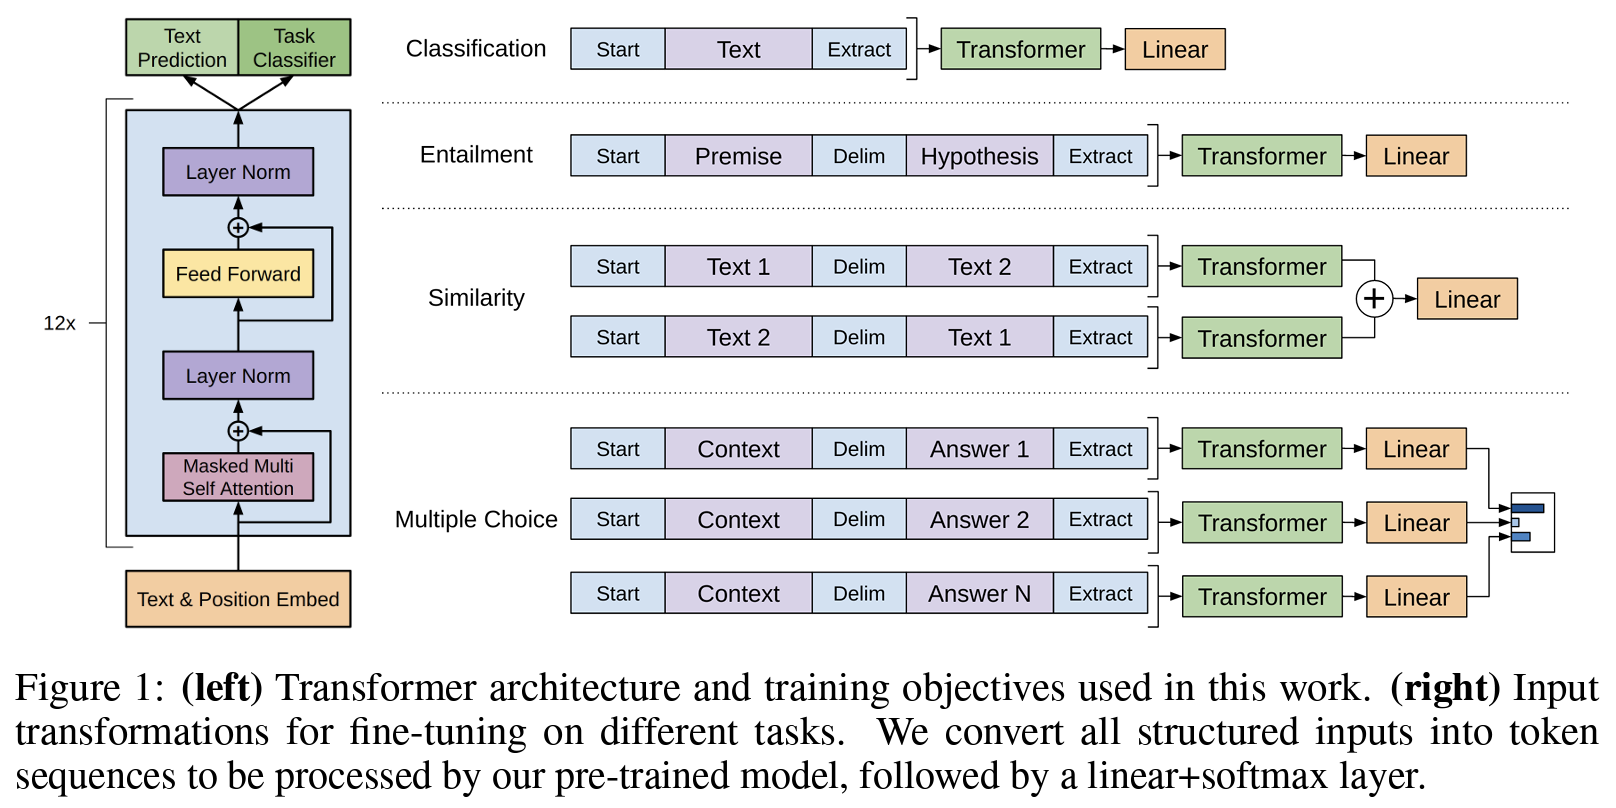 Text
Prediction
Task
Classifier
12x
Layer Norm
Feed Forward
Layer Norm
Masked Multi
Self Attention
Text & Position Embed
Classification
Start Text Extract Transformer Linear
Entailment
Start Premise Delim Hypothesis Extract Transformer Linear
Similarity
Start Text 1 Delim Text 2 Extract Transformer
Start Text 2 Delim Text 1 Extract Transformer
Linear
Multiple Choice
Start Context Delim Answer 1 Extract Transformer Linear
Start Context Delim Answer 2 Extract Transformer Linear
Start Context Delim Answer N Extract Transformer Linear
Figure 1: (left) Transformer architecture and training objectives used in this work. (right) Input
transformations for fine-tuning on different tasks. We convert all structured inputs into token
sequences to be processed by our pre-trained model, followed by a linear+softmax layer.